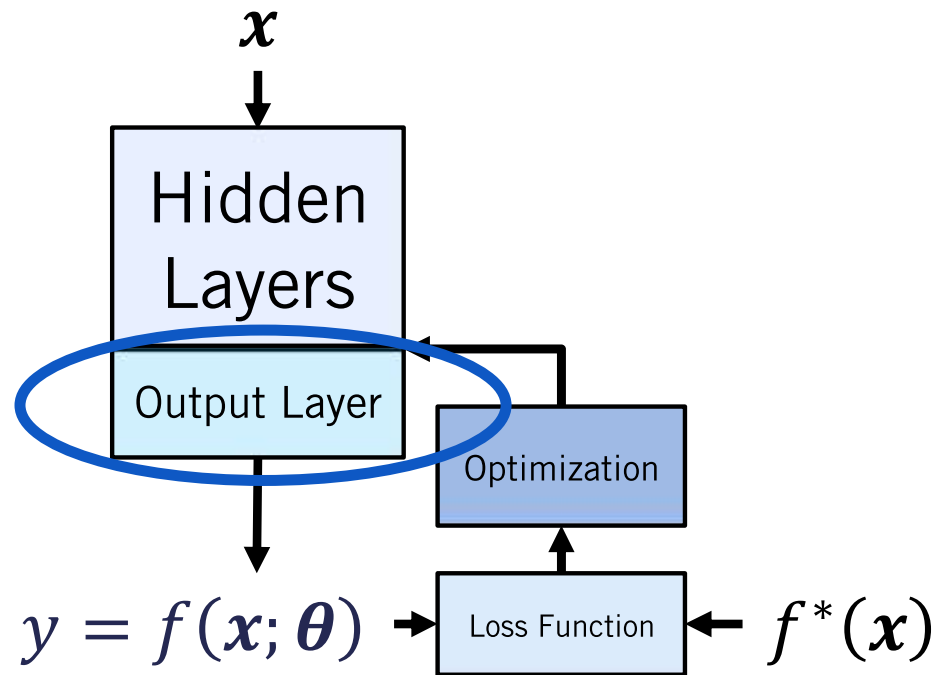 x
Hidden
Layers
Output Layer
Optimization
y = f(x; θ)
Loss Function
f*(x)